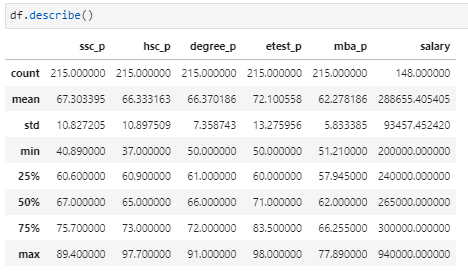 df.describe()
ssc_p hsc_p degree_p etest_p mba_p salary
count 215.000000 215.000000 215.000000 215.000000 215.000000 148.000000
mean 67.303395 66.333163 66.370186 72.100558 62.278186 288655.405405
std 10.827205 10.897509 7.358743 13.275956 5.833385 93457.452420
min 40.890000 37.000000 50.000000 50.000000 51.210000 200000.000000
25% 60.600000 60.900000 61.000000 60.000000 57.945000 240000.000000
50% 67.000000 65.000000 66.000000 71.000000 62.000000 265000.000000
75% 75.700000 73.000000 72.000000 83.500000 66.255000 300000.000000
max 89.400000 97.700000 91.000000 98.000000 77.890000 940000.000000